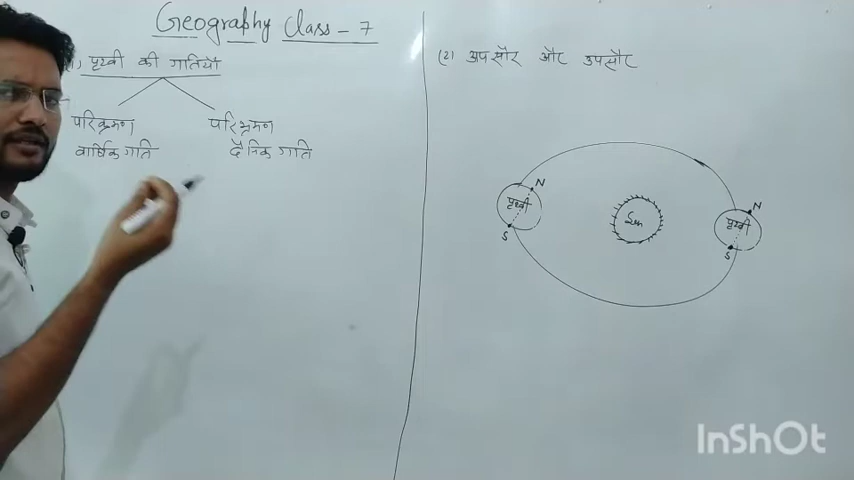 Geography Class - 7
(1) पृथ्वी की गतियाँ
परिक्रमण
वार्षिक गति
परिभ्रमण
दैनिक गति
(2) अपसौर और उपसौर
पृथ्वी
N
S
Sun
पृथ्वी
N
S
InShOt